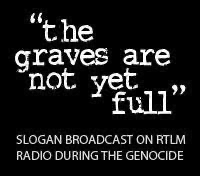 “the
graves are
not yet
full”
SLOGAN BROADCAST ON RTLM
RADIO DURING THE GENOCIDE